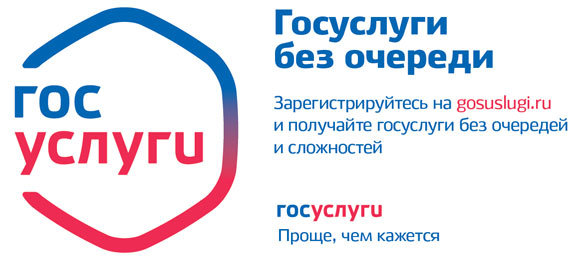 гос
услуги
Госуслуги
без очереди
Зарегистрируйтесь на gosuslugi.ru
и получайте госуслуги без очередей
и сложностей
госуслуги
Проще, чем кажется